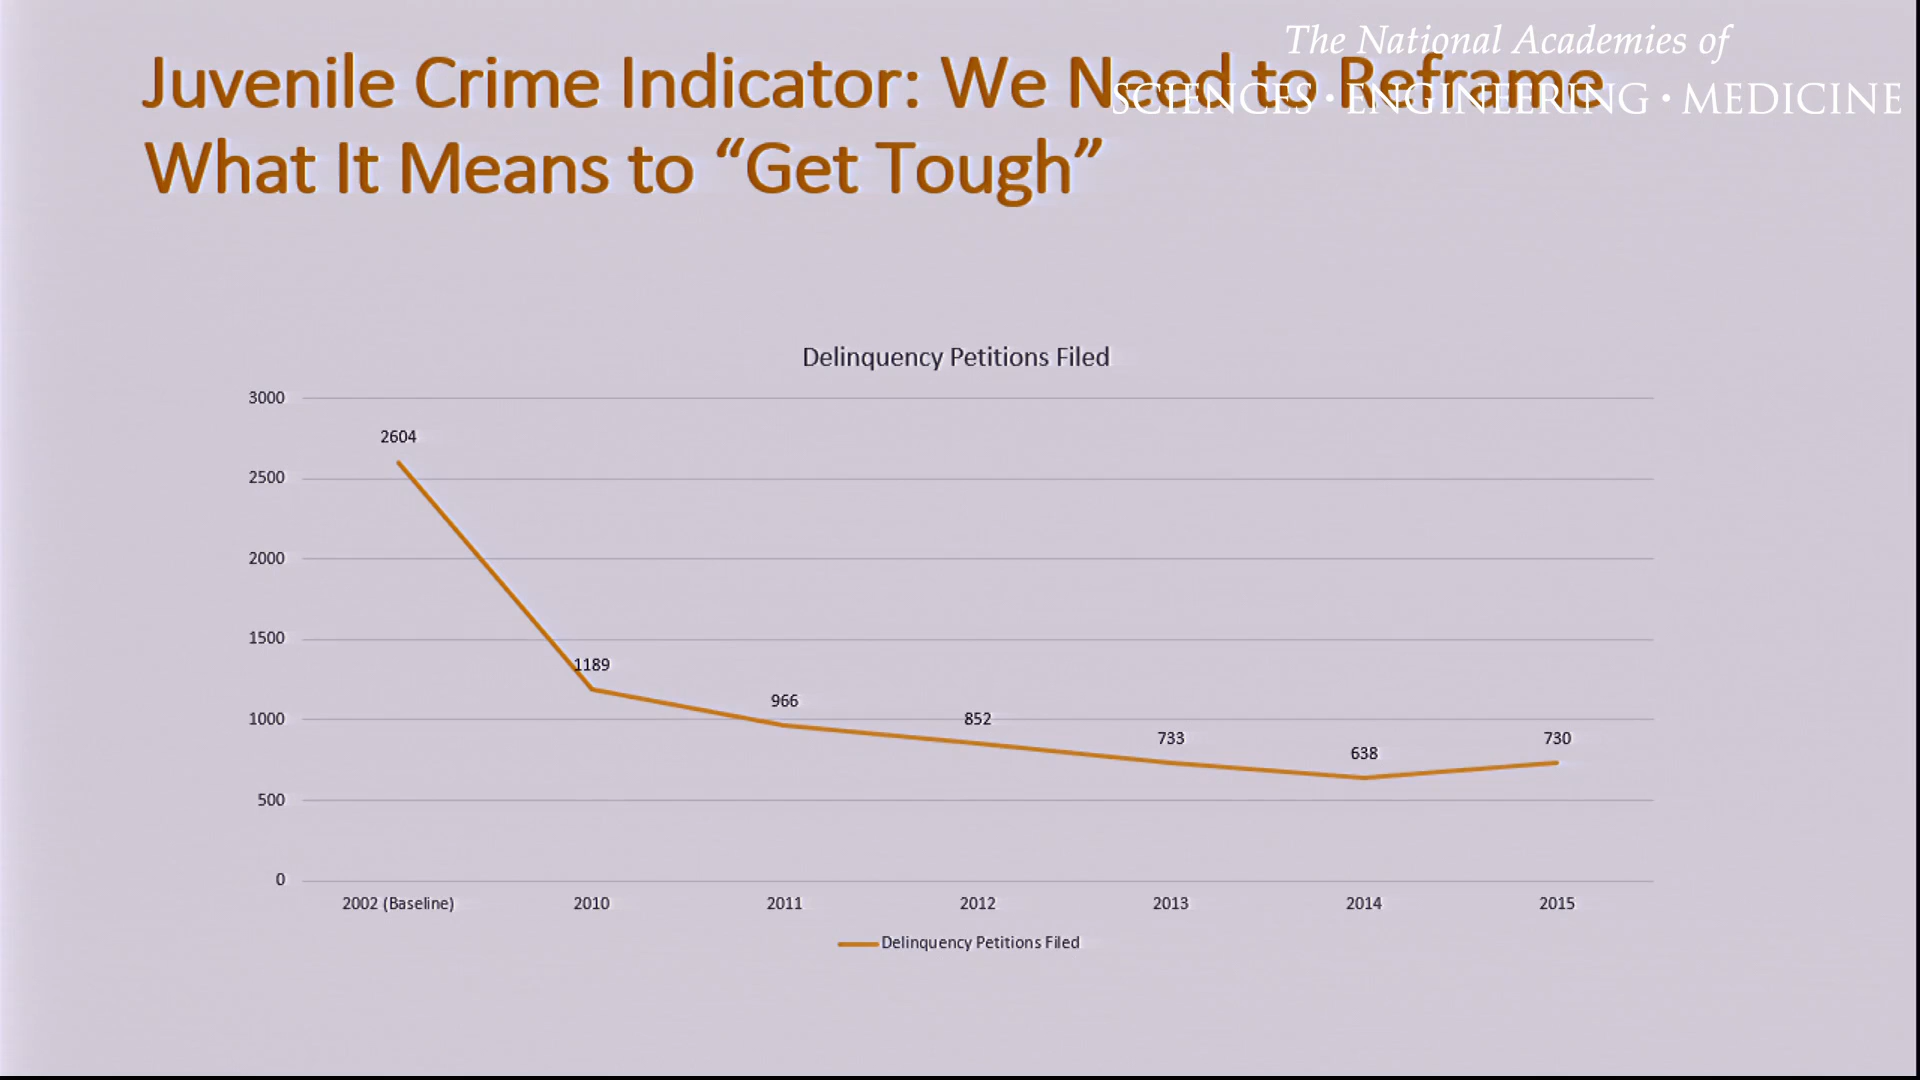 The National Academies of
SCIENCES · ENGINEERING · MEDICINE
Juvenile Crime Indicator: We Need to Reframe
What It Means to “Get Tough”
Delinquency Petitions Filed
3000
2500
2000
1500
1000
500
0
2604
1189
966
852
733
638
730
2002 (Baseline)
2010
2011
2012
2013
2014
2015
Delinquency Petitions Filed